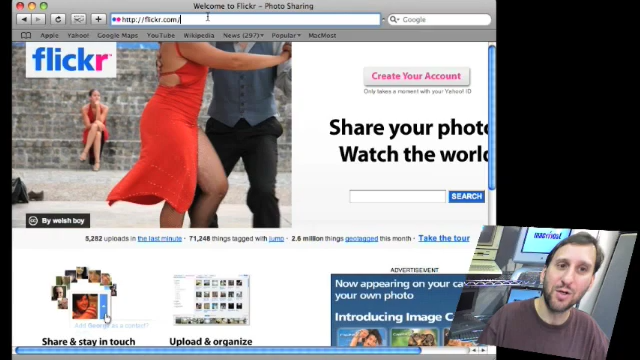 Welcome to Flickr – Photo Sharing
http://flickr.com/
Google
Apple Yahoo! Google Maps YouTube Wikipedia News (297) Popular MacMost
flickr
Create Your Account
Only takes a moment with your Yahoo! ID
Share your photo
Watch the world
SEARCH
By welsh boy
5,282 uploads in the last minute • 71,248 things tagged with jump • 2.6 million things geotagged this month • Take the tour
ADVERTISEMENT
Now appearing on your
your own photo
Introducing Image C
Add George as a contact?
Share & stay in touch
Upload & organize